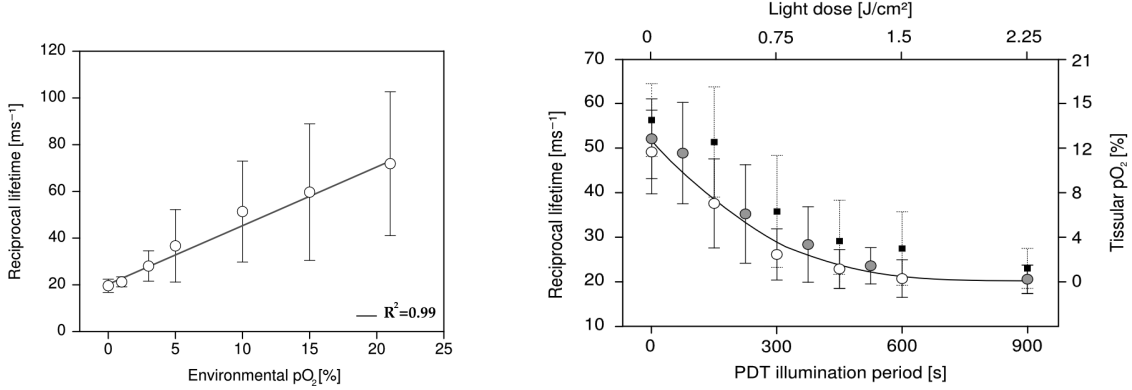 120
100
80
60
40
20
0
Reciprocal lifetime [ms⁻¹]
0 5 10 15 20 25
Environmental pO₂[%]
R²=0.99
Light dose [J/cm²]
0 0.75 1.5 2.25
70
60
50
40
30
20
10
Reciprocal lifetime [ms⁻¹]
21
15
12
8
4
0
Tissular pO₂ [%]
0 300 600 900
PDT illumination period [s]